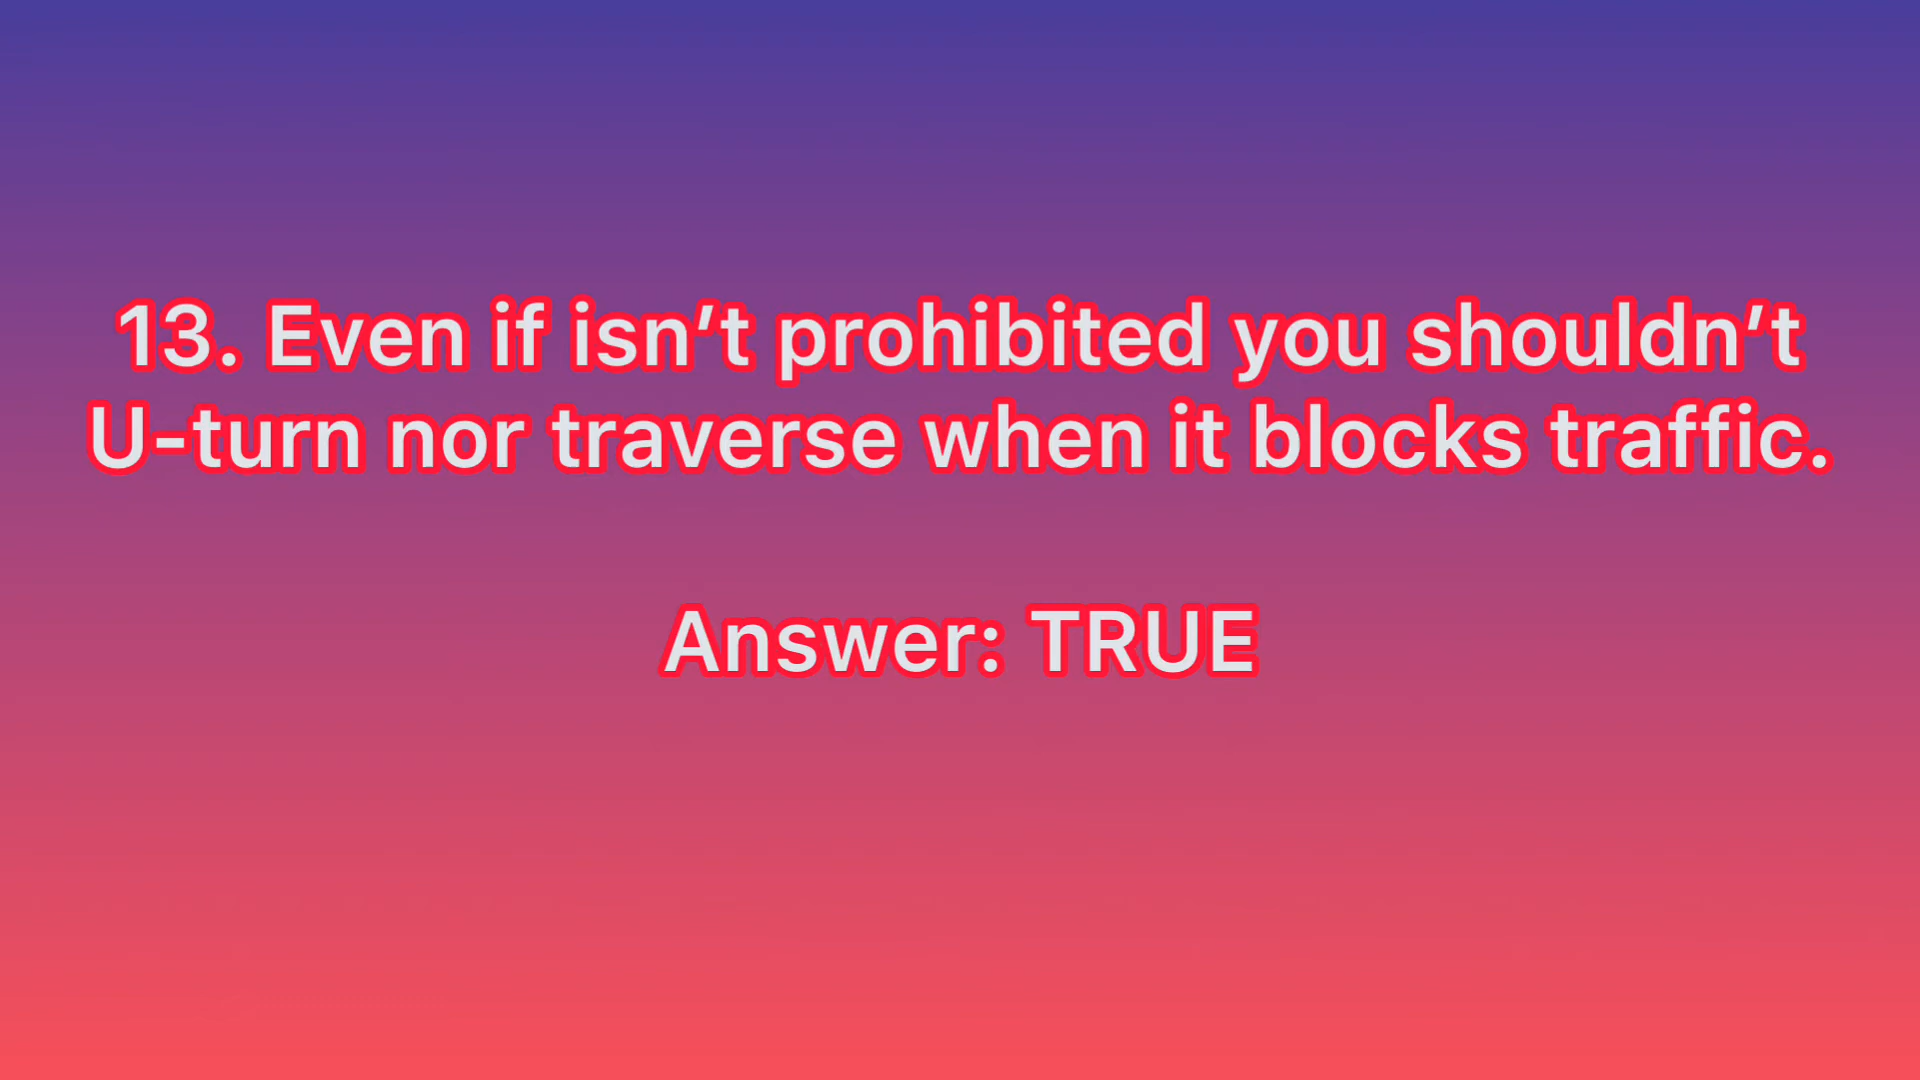 13. Even if isn’t prohibited you shouldn’t
U-turn nor traverse when it blocks traffic.
Answer: TRUE